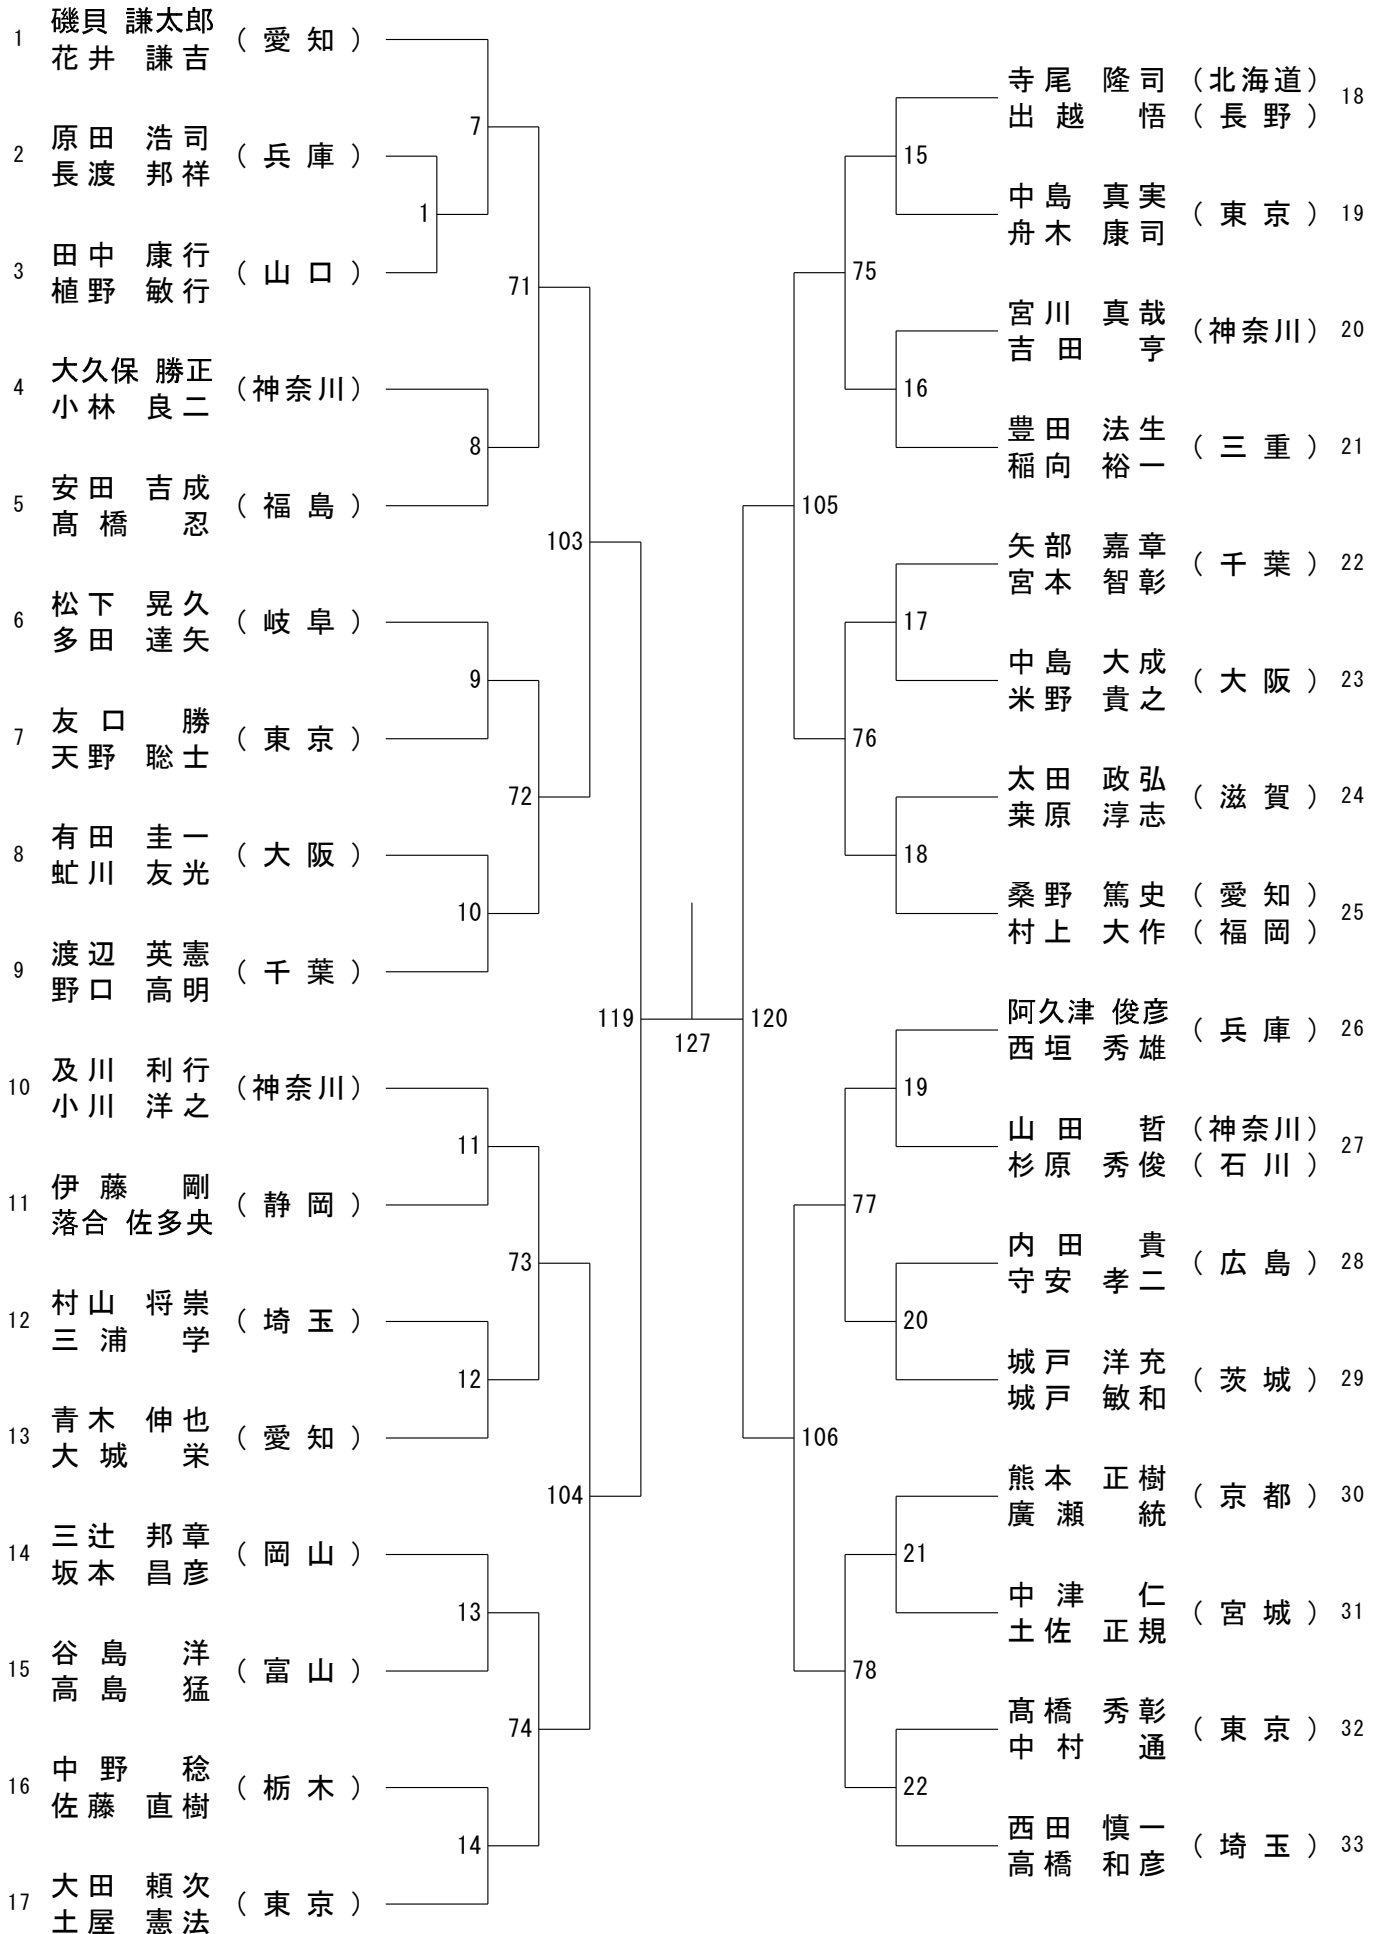 1 磯貝 謙太郎 (愛知)
花井 謙吉
2 原田 浩司 (兵庫)
長渡 邦祥
3 田中 康行 (山口)
植野 敏行
4 大久保 勝正 (神奈川)
小林 良二
5 安田 吉成 (福島)
髙橋 忍
6 松下 晃久 (岐阜)
多田 達矢
7 友口 勝 (東京)
天野 聡士
8 有田 圭一 (大阪)
虻川 友光
9 渡辺 英憲 (千葉)
野口 高明
10 及川 利行 (神奈川)
小川 洋之
11 伊藤 剛 (静岡)
落合 佐多央
12 村山 将崇 (埼玉)
三浦 学
13 青木 伸也 (愛知)
大城 栄
14 三辻 邦章 (岡山)
坂本 昌彦
15 谷島 洋 (富山)
高島 猛
16 中野 稔 (栃木)
佐藤 直樹
17 大田 頼次 (東京)
土屋 憲法
1
7
8
9
10
11
12
13
14
71
72
73
74
103
104
119
127
120
105
106
75
76
77
78
15
16
17
18
19
20
21
22
寺尾 隆司 (北海道) 18
出越 悟 (長野)
中島 真実 (東京) 19
舟木 康司
宮川 真哉 (神奈川) 20
吉田 亨
豊田 法生 (三重) 21
稲向 裕一
矢部 嘉章 (千葉) 22
宮本 智彰
中島 大成 (大阪) 23
米野 貴之
太田 政弘 (滋賀) 24
桒原 淳志
桑野 篤史 (愛知) 25
村上 大作 (福岡)
阿久津 俊彦 (兵庫) 26
西垣 秀雄
山田 哲 (神奈川) 27
杉原 秀俊 (石川)
内田 貴 (広島) 28
守安 孝二
城戸 洋充 (茨城) 29
城戸 敏和
熊本 正樹 (京都) 30
廣瀬 統
中津 仁 (宮城) 31
土佐 正規
髙橋 秀彰 (東京) 32
中村 通
西田 慎一 (埼玉) 33
高橋 和彦